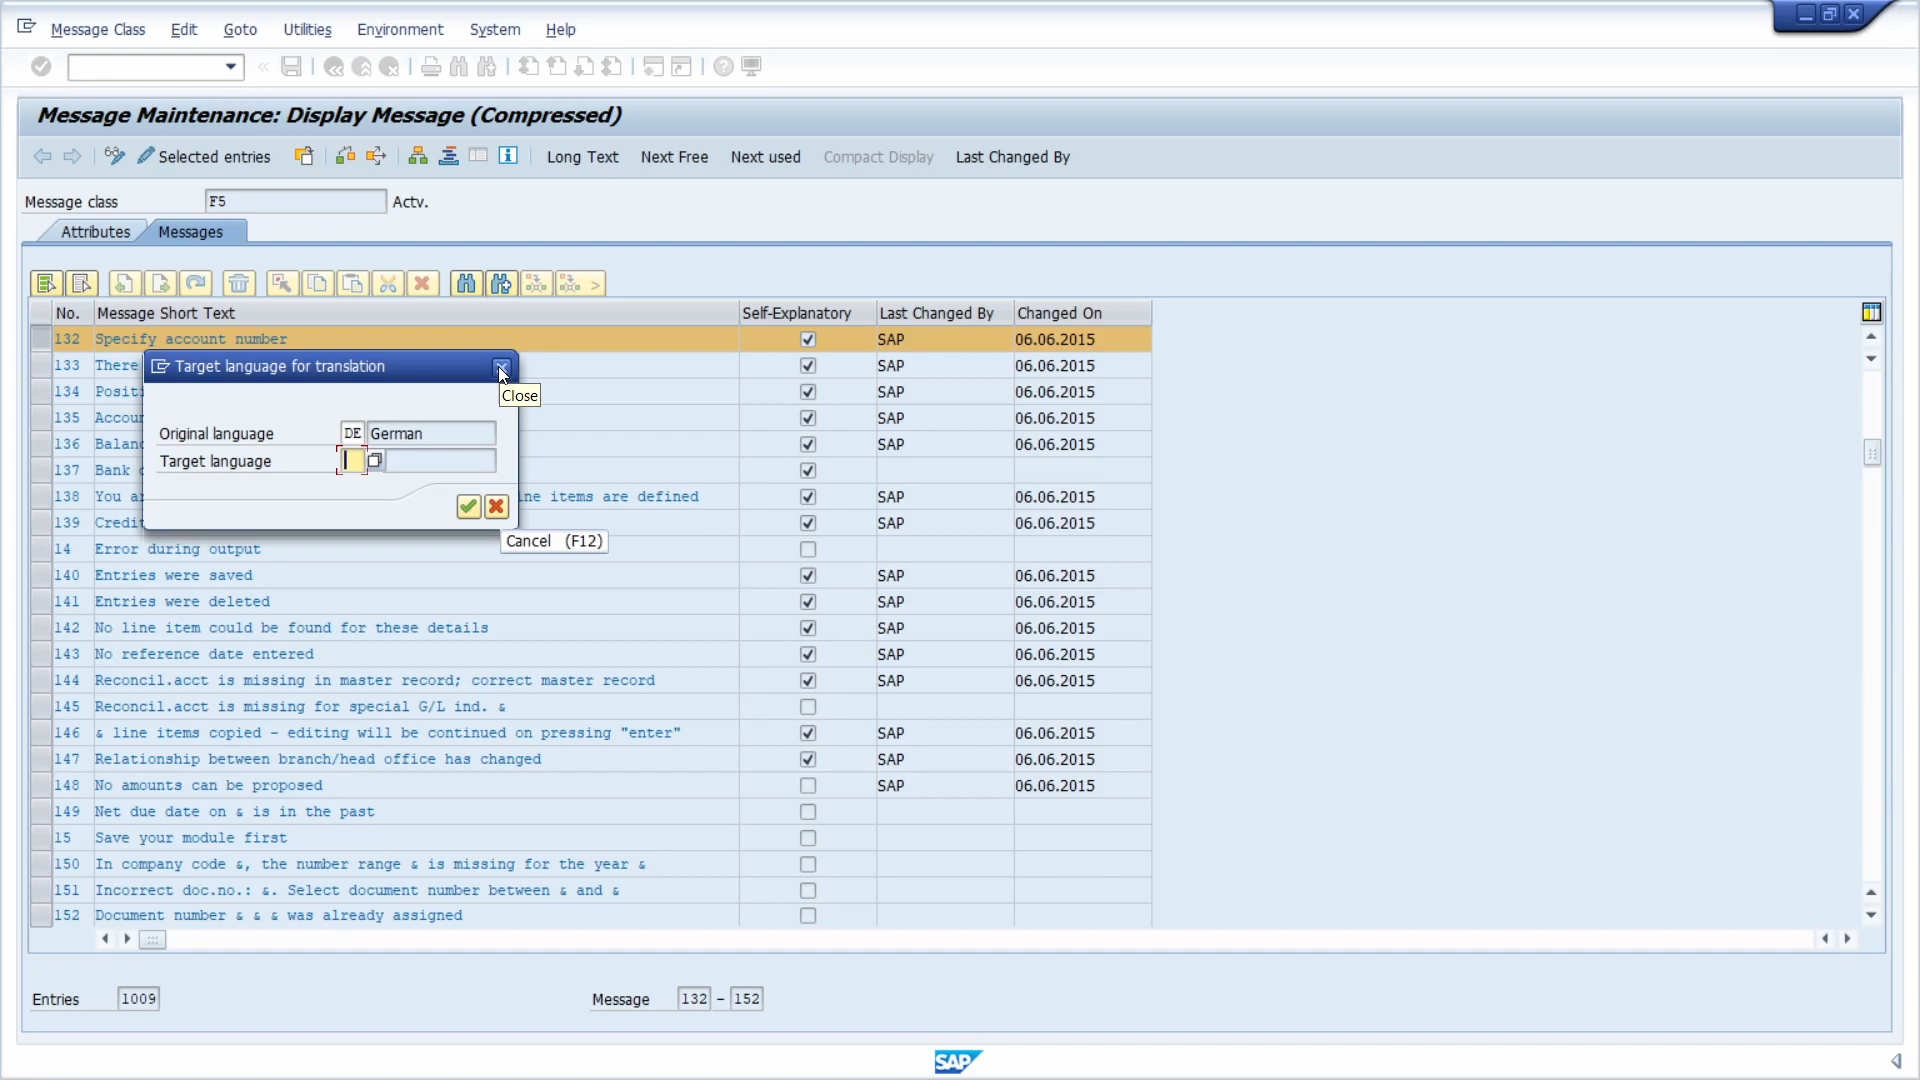 Message Class Edit Goto Utilities Environment System Help
Message Maintenance: Display Message (Compressed)
Selected entries Long Text Next Free Next used Compact Display Last Changed By
Message class F5 Actv.
Attributes Messages
No. Message Short Text Self-Explanatory Last Changed By Changed On
132 Specify account number SAP 06.06.2015
133 There SAP 06.06.2015
134 Positi SAP 06.06.2015
135 Accoun SAP 06.06.2015
136 Balanc SAP 06.06.2015
137 Bank
138 You ar ine items are defined SAP 06.06.2015
139 Credit SAP 06.06.2015
Target language for translation
Close
Original language DE German
Target language
Cancel (F12)
14 Error during output
140 Entries were saved SAP 06.06.2015
141 Entries were deleted SAP 06.06.2015
142 No line item could be found for these details SAP 06.06.2015
143 No reference date entered SAP 06.06.2015
144 Reconcil.acct is missing in master record; correct master record SAP 06.06.2015
145 Reconcil.acct is missing for special G/L ind. &
146 & line items copied - editing will be continued on pressing "enter" SAP 06.06.2015
147 Relationship between branch/head office has changed SAP 06.06.2015
148 No amounts can be proposed SAP 06.06.2015
149 Net due date on & is in the past
15 Save your module first
150 In company code &, the number range & is missing for the year &
151 Incorrect doc.no.: &. Select document number between & and &
152 Document number & & & was already assigned
Entries 1009 Message 132 - 152
SAP